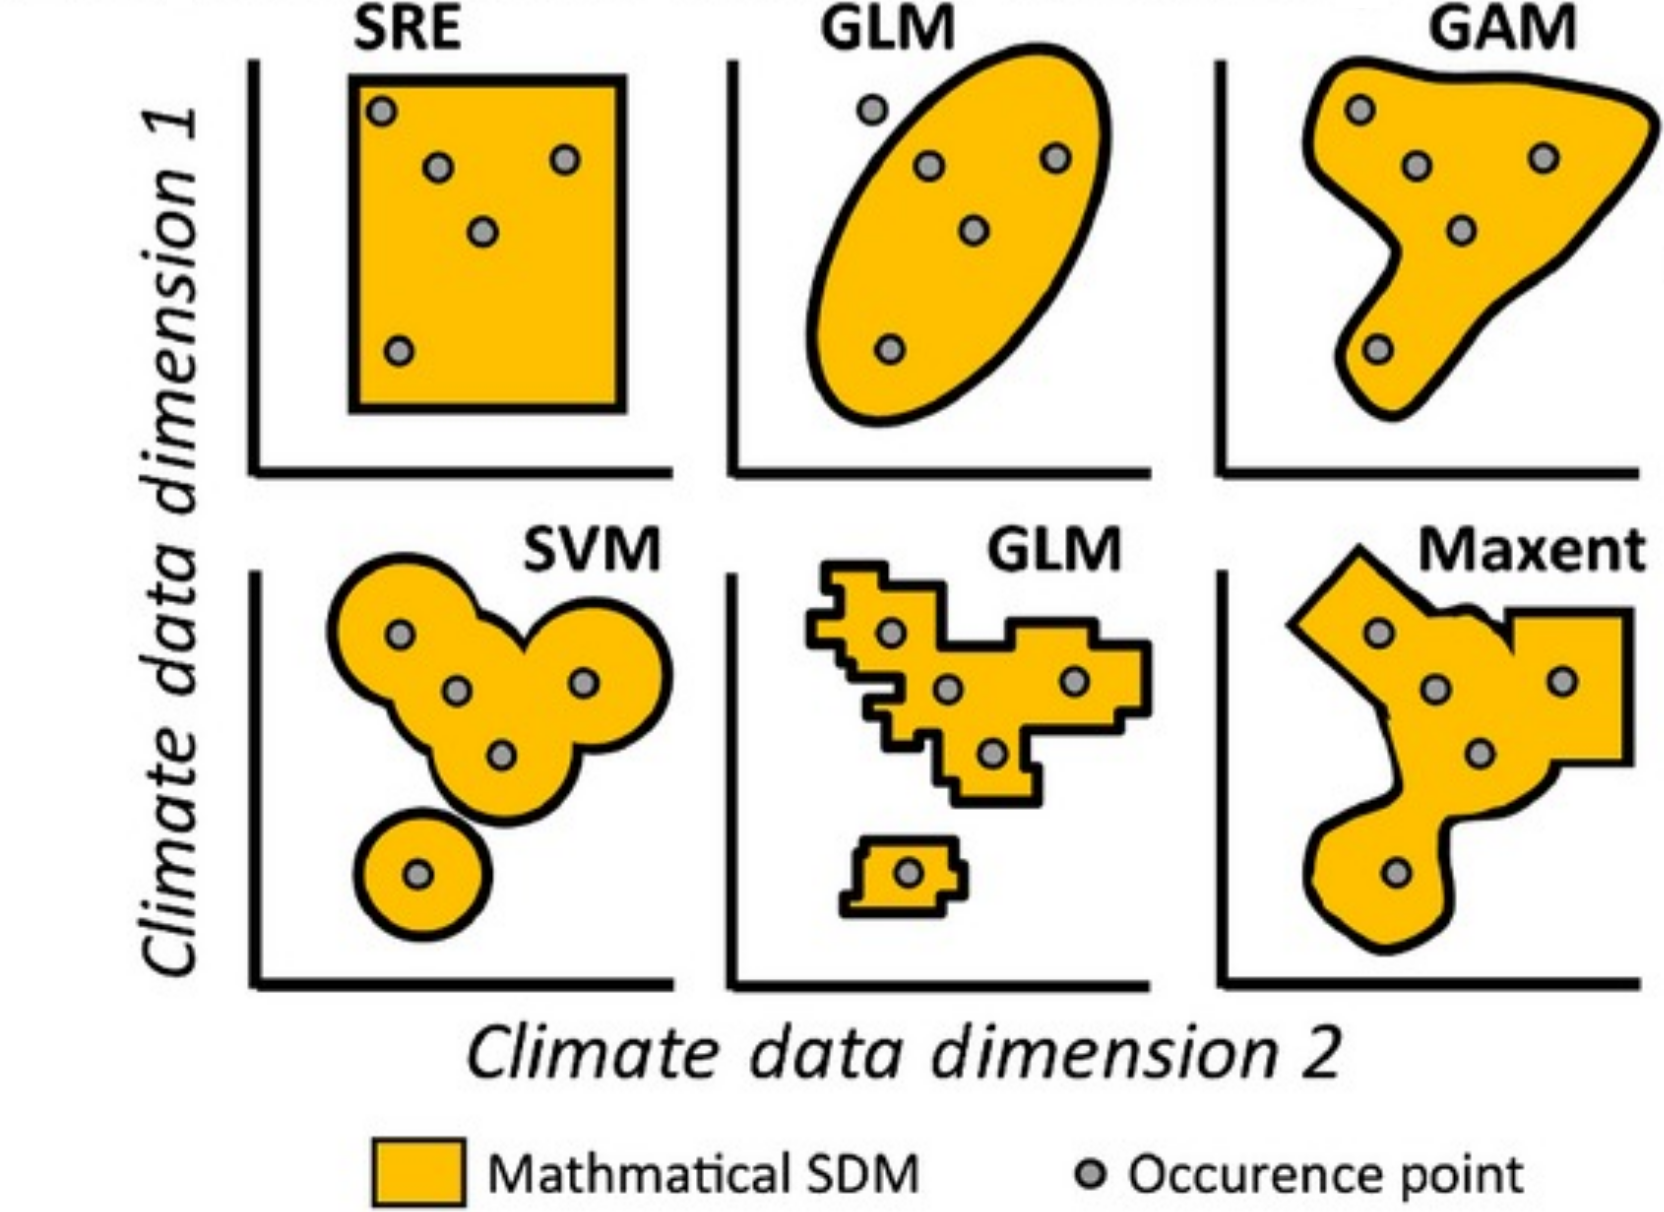 SRE
GLM
GAM
Climate data dimension 1
SVM
GLM
Maxent
Climate data dimension 2
Mathmatical SDM
Occurence point